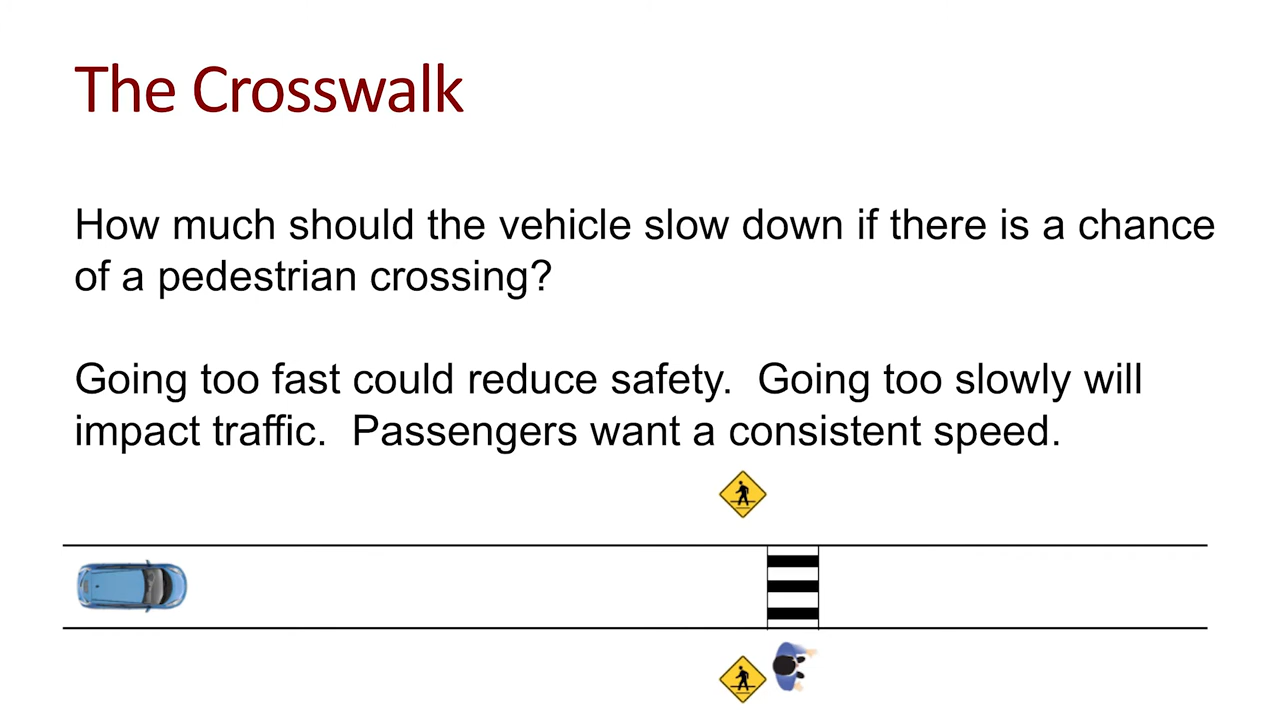 The Crosswalk
How much should the vehicle slow down if there is a chance
of a pedestrian crossing?
Going too fast could reduce safety.  Going too slowly will
impact traffic.  Passengers want a consistent speed.